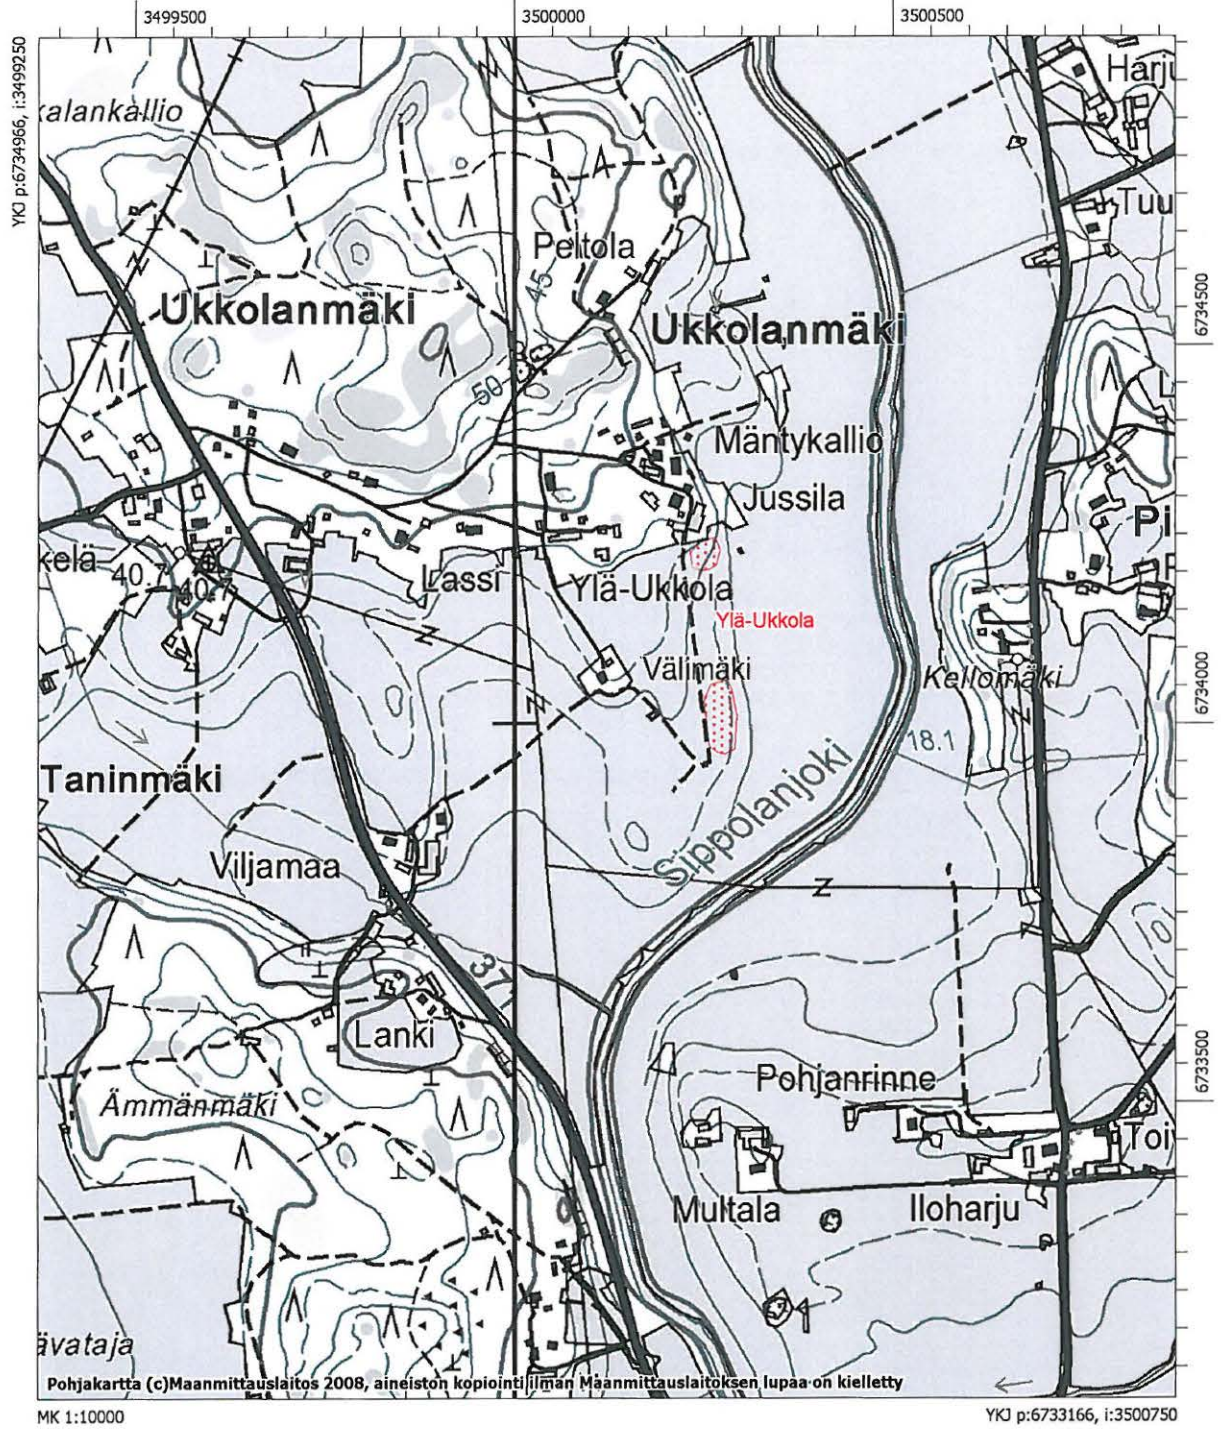 3499500
3500000
3500500
YKJ p:6734966, i:3499250
Harju
kalankallio
Tuu
Peltola
45
Ukkolanmäki
Ukkolanmäki
6734500
50
L
Mäntykallio
Jussila
Pi
kelä
40.7
40.7
Lassi
Ylä-Ukkola
Ylä-Ukkola
Välimäki
Kellomäki
6734000
18.1
Taninmäki
Sippolanjoki
Viljamaa
371
Lanki
Pohjanrinne
6733500
Ämmänmäki
Toi
Multala
Iloharju
ävataja
Pohjakartta (c)Maanmittauslaitos 2008, aineiston kopiointi ilman Maanmittauslaitoksen lupaa on kielletty
MK 1:10000
YKJ p:6733166, i:3500750